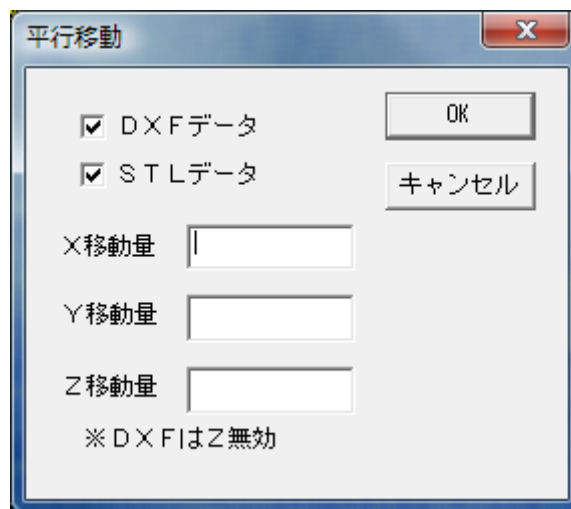 平行移動
ＤＸＦデータ
OK
ＳＴＬデータ
キャンセル
Ｘ移動量
Ｙ移動量
Ｚ移動量
※ＤＸＦはＺ無効